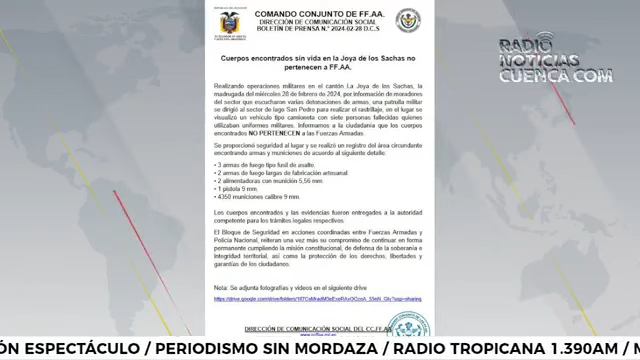 COMANDO CONJUNTO DE FF.AA.
DIRECCIÓN DE COMUNICACIÓN SOCIAL
BOLETÍN DE PRENSA N.° 2024-02-28 D.C.S
Cuerpos encontrados sin vida en la Joya de los Sachas no
pertenecen a FF.AA.
Realizando operaciones militares en el cantón La Joya de los Sachas, la
madrugada del miércoles 28 de febrero de 2024, por información de moradores
del sector que escucharon varias detonaciones de armas, una patrulla militar
se dirigió al sector de lago San Pedro para realizar el rastrillaje, en el lugar se
visualizó un vehículo tipo camioneta con siete personas fallecidas quienes
utilizaban uniformes militares. Informamos a la ciudadanía que los cuerpos
encontrados NO PERTENECEN a las Fuerzas Armadas.
Se proporcionó seguridad al lugar y se realizó un registro del área circundante
encontrando armas y municiones de acuerdo al siguiente detalle:
• 3 armas de fuego tipo fusil de asalto.
• 2 armas de fuego largas de fabricación artesanal.
• 2 alimentadoras con munición 5,56 mm.
• 1 pistola 9 mm.
• 4350 municiones calibre 9 mm.
Los cuerpos encontrados y las evidencias fueron entregados a la autoridad
competente para los trámites legales respectivos.
El Bloque de Seguridad en acciones coordinadas entre Fuerzas Armadas y
Policía Nacional, reiteran una vez más su compromiso de continuar en forma
permanente cumpliendo la misión constitucional, de defensa de la soberanía e
integridad territorial, así como la protección de los derechos, libertades y
garantías de los ciudadanos.
Nota: Se adjunta fotografías y videos en el siguiente drive
DIRECCIÓN DE COMUNICACIÓN SOCIAL DEL CC.FF.AA.
RADIO
NOTICIAS
CUENCA.COM
ÓN ESPECTÁCULO / PERIODISMO SIN MORDAZA / RADIO TROPICANA 1.390AM /